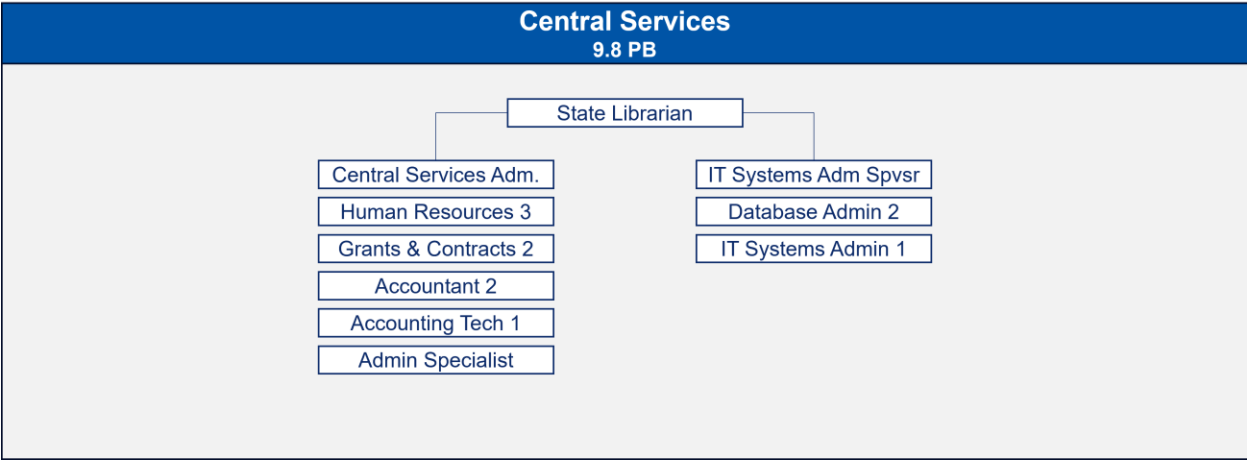 Central Services
9.8 PB
State Librarian
Central Services Adm.
Human Resources 3
Grants & Contracts 2
Accountant 2
Accounting Tech 1
Admin Specialist
IT Systems Adm Spvsr
Database Admin 2
IT Systems Admin 1